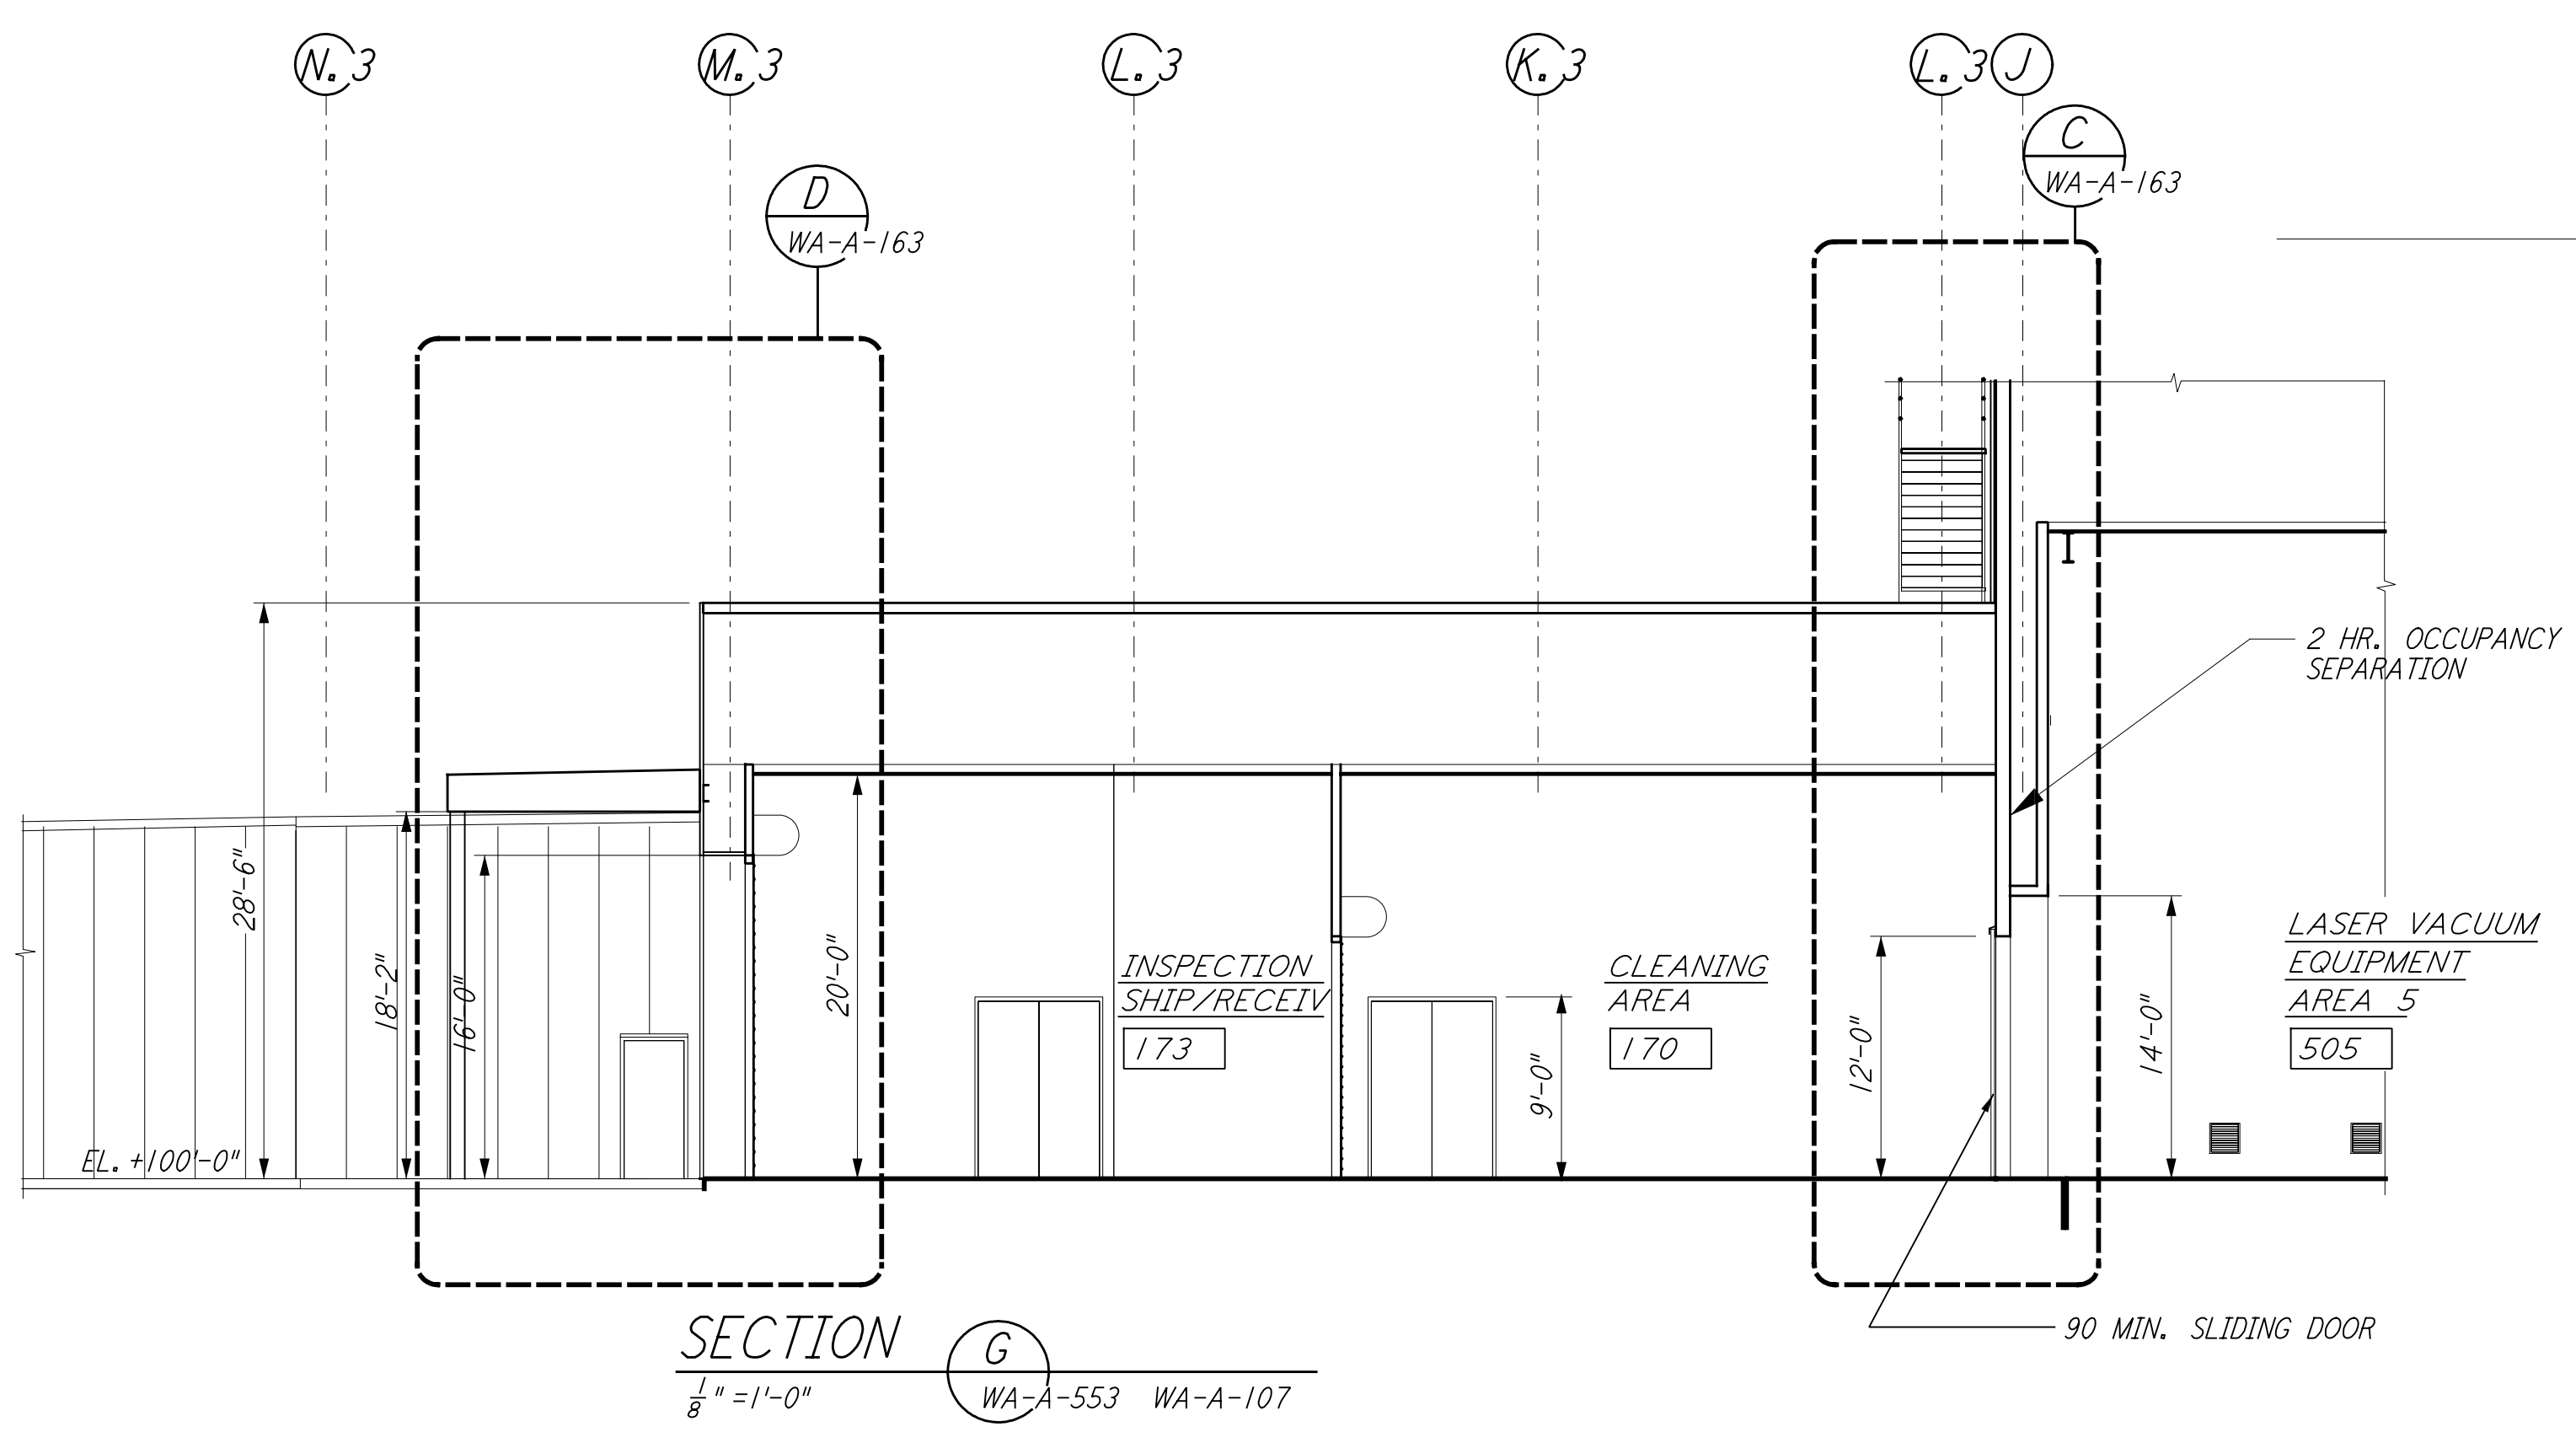 N.3
M.3
L.3
K.3
L.3
J
C
WA-A-163
D
WA-A-163
2 HR. OCCUPANCY
SEPARATION
28'-6"
18'-2"
16'-0"
20'-0"
INSPECTION
SHIP/RECEIV
173
9'-0"
CLEANING
AREA
170
12'-0"
14'-0"
LASER VACUUM
EQUIPMENT
AREA 5
505
EL. +100'-0"
90 MIN. SLIDING DOOR
SECTION
G
1/8" =1'-0"
WA-A-553 WA-A-107